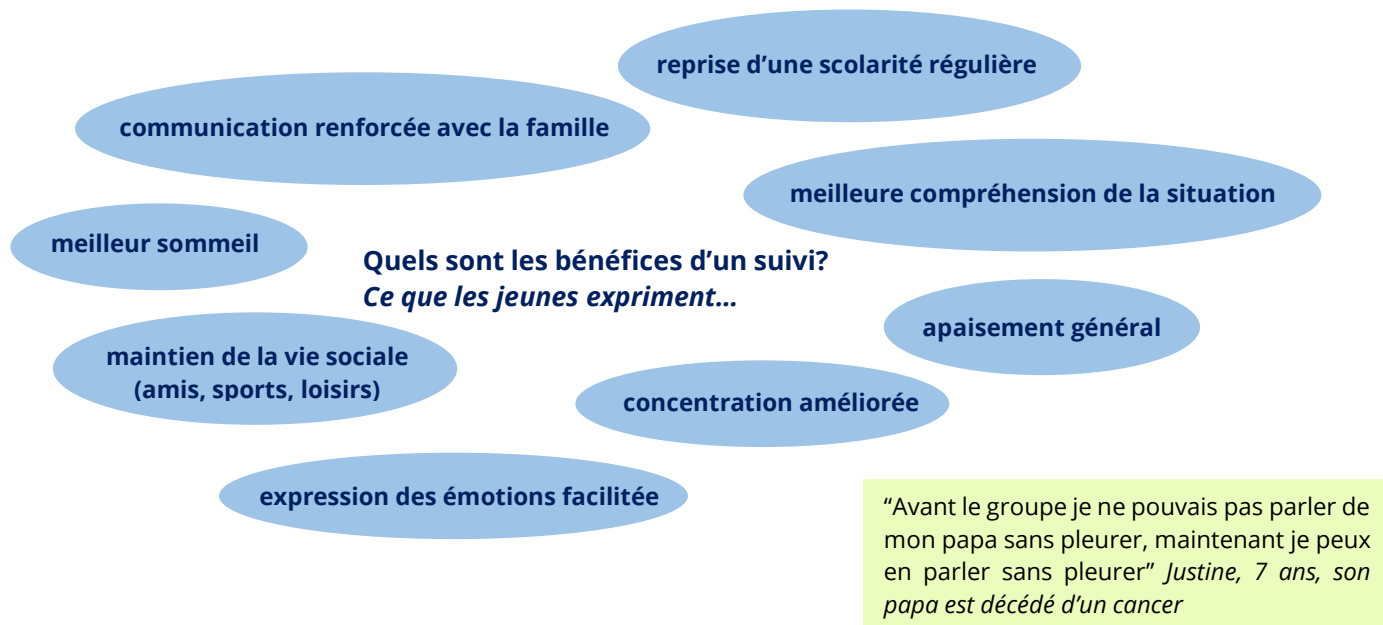 reprise d’une scolarité régulière
communication renforcée avec la famille
meilleure compréhension de la situation
meilleur sommeil
Quels sont les bénéfices d’un suivi?
Ce que les jeunes expriment...
apaisement général
maintien de la vie sociale
(amis, sports, loisirs)
concentration améliorée
expression des émotions facilitée
“Avant le groupe je ne pouvais pas parler de
mon papa sans pleurer, maintenant je peux
en parler sans pleurer” Justine, 7 ans, son
papa est décédé d’un cancer